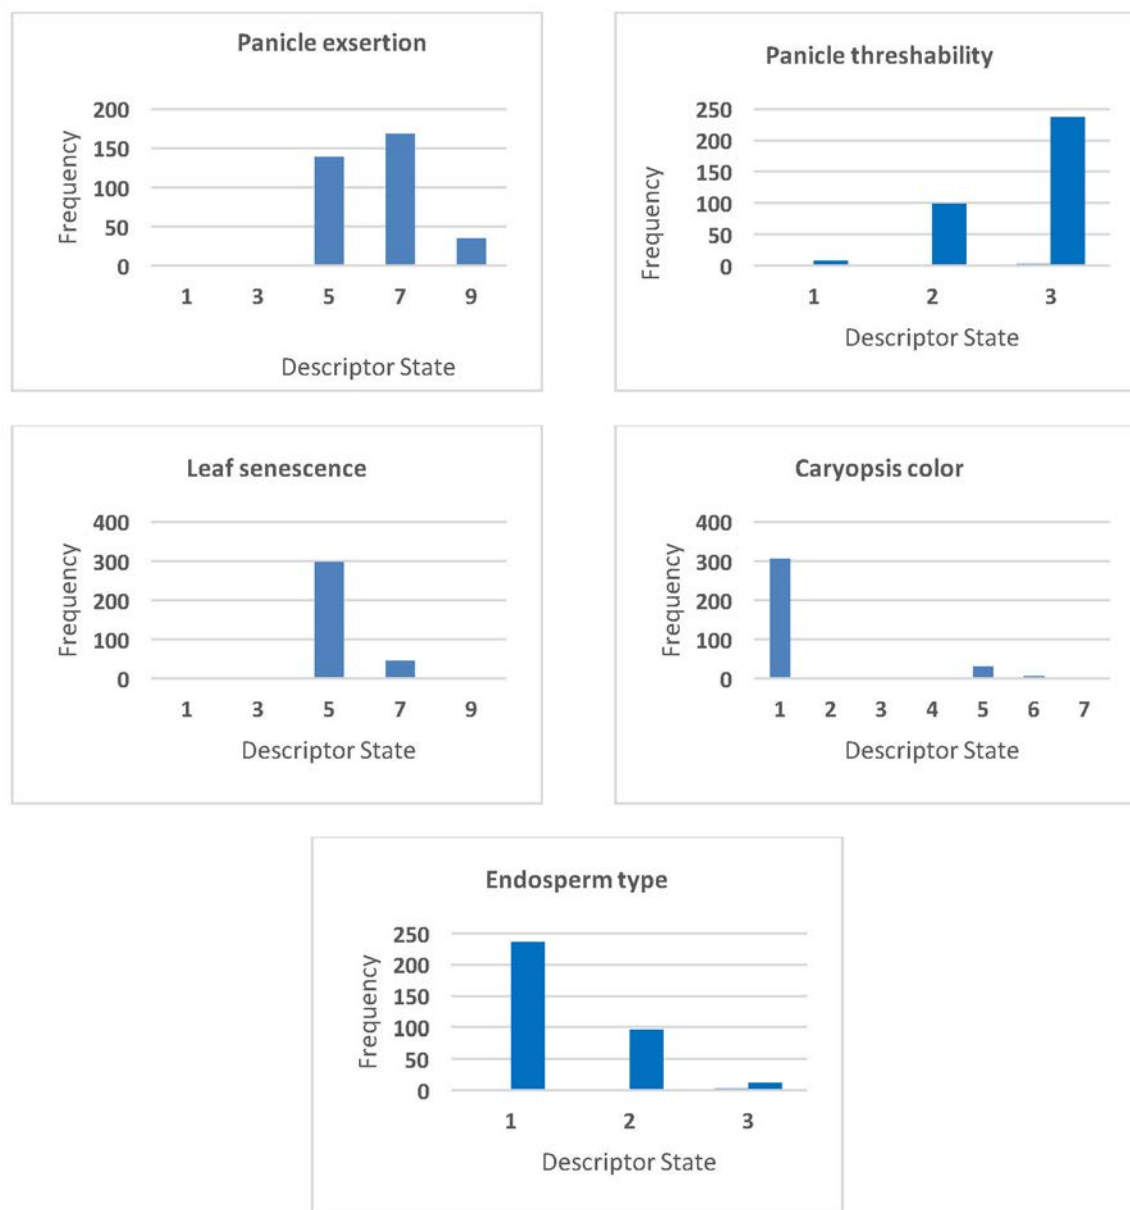 Panicle exsertion
200
150
100
50
0
Frequency
1 3 5 7 9
Descriptor State
Panicle threshability
250
200
150
100
50
0
Frequency
1 2 3
Descriptor State
Leaf senescence
400
300
200
100
0
Frequency
1 3 5 7 9
Descriptor State
Caryopsis color
400
300
200
100
0
Frequency
1 2 3 4 5 6 7
Descriptor State
Endosperm type
250
200
150
100
50
0
Frequency
1 2 3
Descriptor State